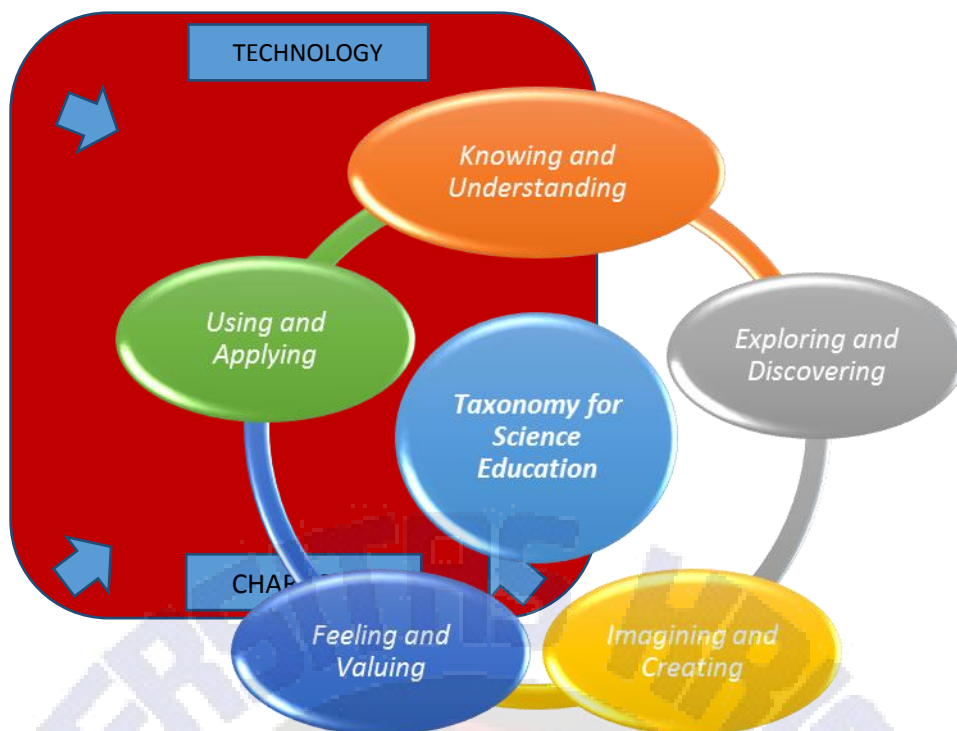 TECHNOLOGY
Knowing and
Understanding
Using and
Applying
Exploring and
Discovering
Taxonomy for
Science
Education
Feeling and
Valuing
Imagining and
Creating